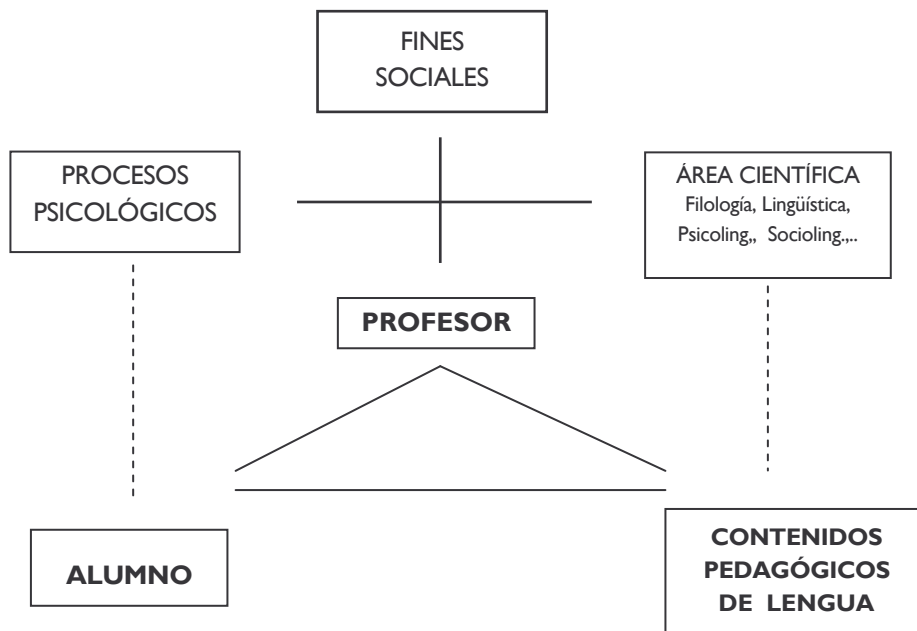 FINES
SOCIALES
PROCESOS
PSICOLÓGICOS
ÁREA CIENTÍFICA
Filología, Lingüística,
Psicoling,, Socioling.,..
PROFESOR
ALUMNO
CONTENIDOS
PEDAGÓGICOS
DE LENGUA